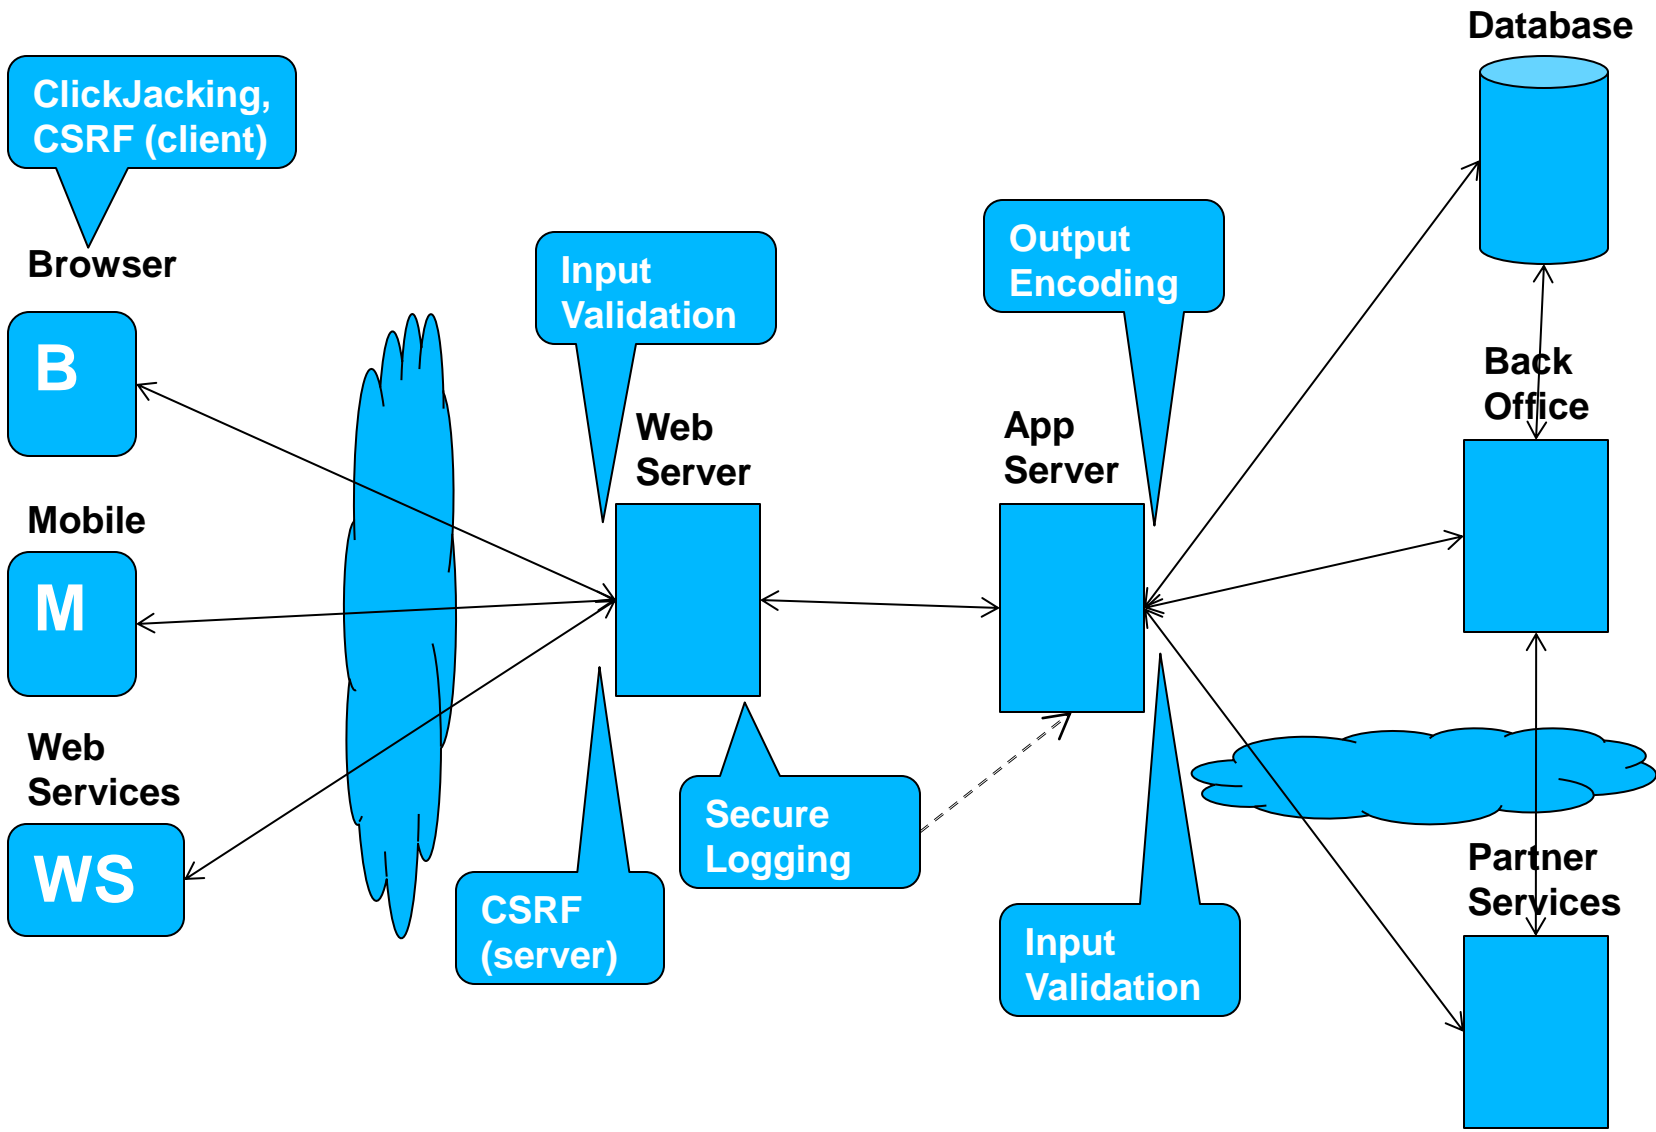 Database
ClickJacking,
CSRF (client)
Browser
B
Input
Validation
Output
Encoding
Web
Server
App
Server
Back
Office
Mobile
M
Web
Services
WS
Secure
Logging
CSRF
(server)
Input
Validation
Partner
Services